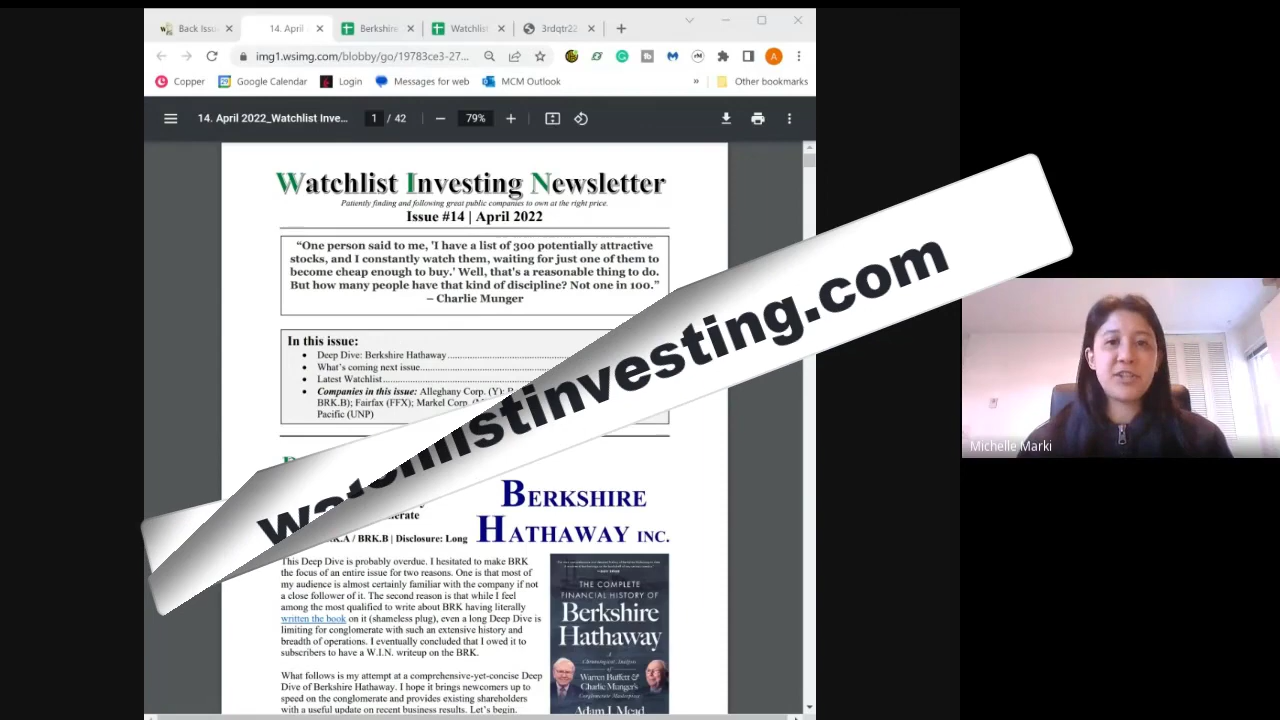 Back Issu
14. April
Berkshire
Watchlist
3rdqtr22
img1.wsimg.com/blobby/go/19783ce3-27...
Copper
Google Calendar
Login
Messages for web
MCM Outlook
»
Other bookmarks
14. April 2022_Watchlist Inve...
1 / 42
79%
Watchlist Investing Newsletter
Patiently finding and following great public companies to own at the right price.
Issue #14 | April 2022
“One person said to me, 'I have a list of 300 potentially attractive
stocks, and I constantly watch them, waiting for just one of them to
become cheap enough to buy.' Well, that's a reasonable thing to do.
But how many people have that kind of discipline? Not one in 100.”
– Charlie Munger
In this issue:
• Deep Dive: Berkshire Hathaway
• What's coming next issue
• Latest Watchlist
• Companies in this issue: Alleghany Corp. (Y);
BRK.B); Fairfax (FFX); Markel Corp.
Pacific (UNP)
watchlistinvesting.com
BERKSHIRE
HATHAWAY INC.
/ BRK.B | Disclosure: Long
This Deep Dive is probably overdue. I hesitated to make BRK
the focus of an entire issue for two reasons. One is that most of
my audience is almost certainly familiar with the company if not
a close follower of it. The second reason is that while I feel
among the most qualified to write about BRK having literally
written the book on it (shameless plug), even a long Deep Dive is
limiting for conglomerate with such an extensive history and
breadth of operations. I eventually concluded that I owed it to
subscribers to have a W.I.N. writeup on the BRK.
What follows is my attempt at a comprehensive-yet-concise Deep
Dive of Berkshire Hathaway. I hope it brings newcomers up to
speed on the conglomerate and provides existing shareholders
with a useful update on recent business results. Let's begin.
THE COMPLETE
FINANCIAL HISTORY OF
Berkshire
Hathaway
A
Chronological Analysis
of
Warren Buffett &
Charlie Munger's
Conglomerate Masterpiece
Adam J. Mead
A
Michelle Marki